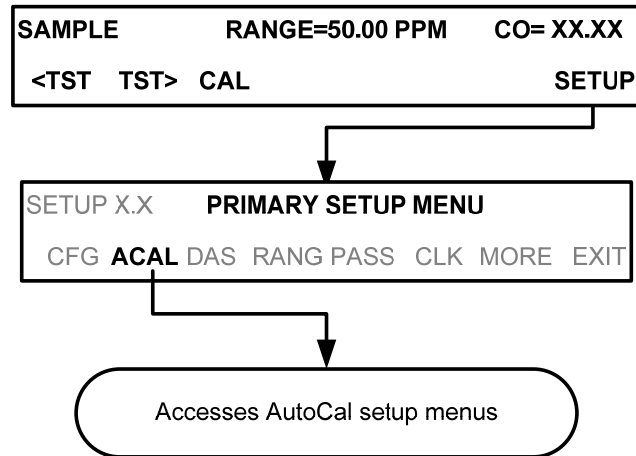 SAMPLE RANGE=50.00 PPM CO= XX.XX
<TST TST> CAL SETUP
SETUP X.X PRIMARY SETUP MENU
CFG ACAL DAS RANG PASS CLK MORE EXIT
Accesses AutoCal setup menus